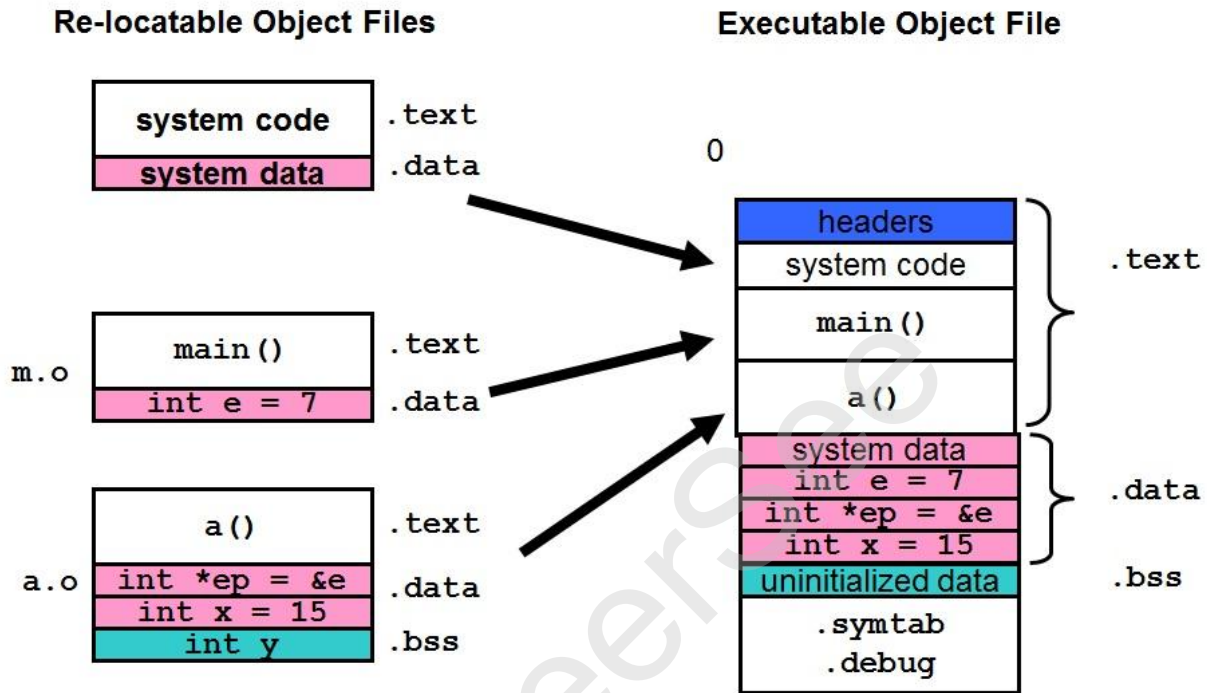 Re-locatable Object Files
Executable Object File
system code
.text
system data
.data
m.o
main()
.text
int e = 7
.data
a.o
a()
.text
int *ep = &e
.data
int x = 15
int y
.bss
0
headers
system code
main()
a()
.text
system data
int e = 7
int *ep = &e
int x = 15
.data
uninitialized data
.bss
.symtab
.debug